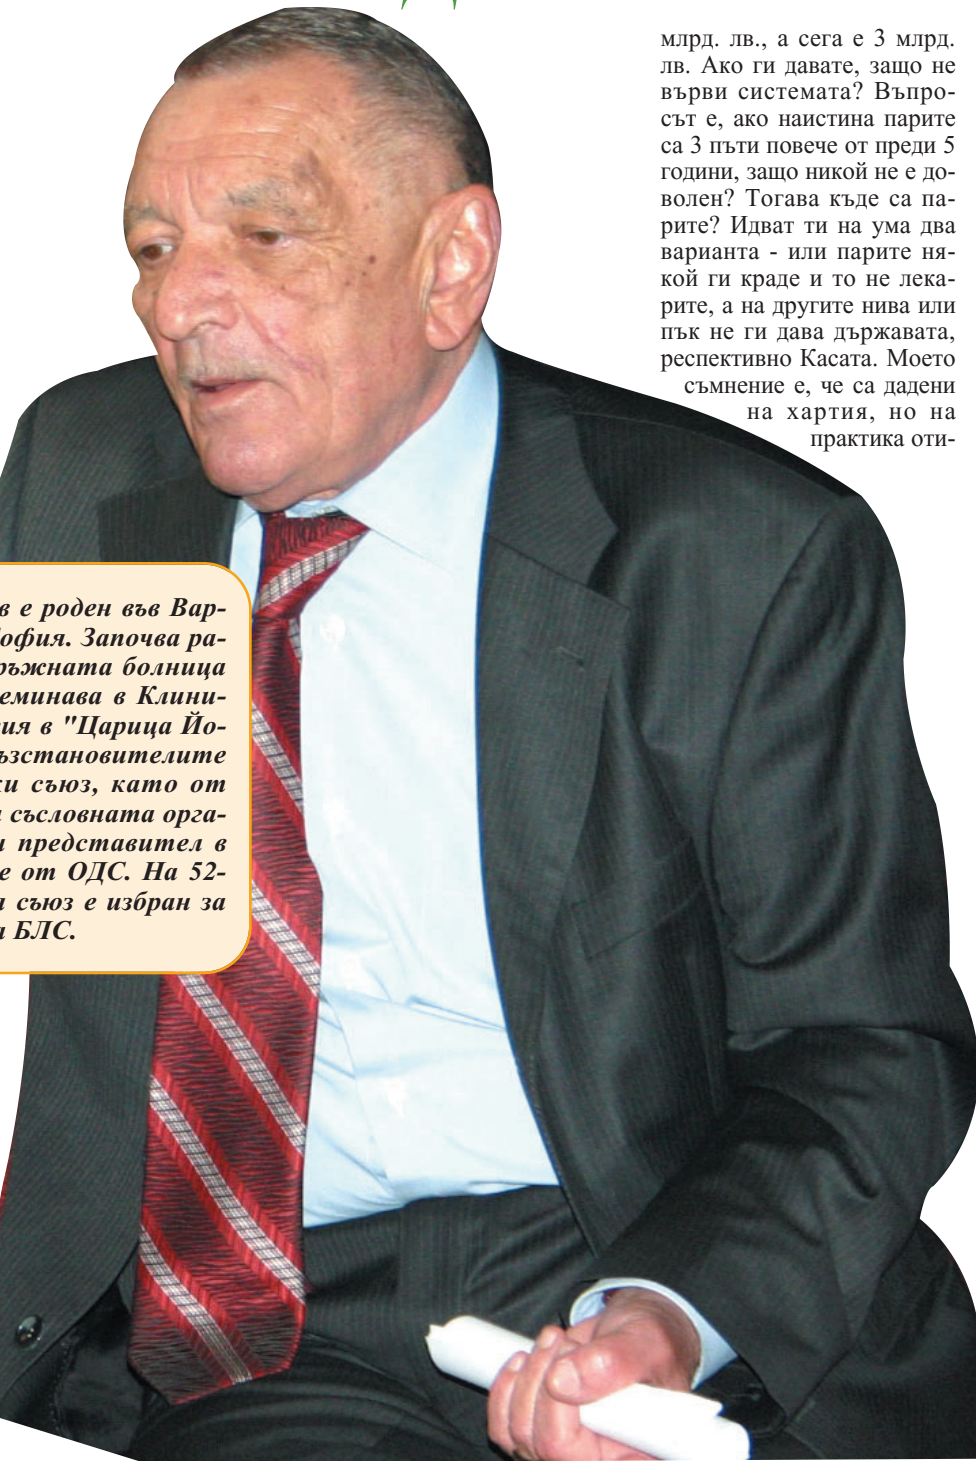 млрд. лв., а сега е 3 млрд.
лв. Ако ги давате, защо не
върви системата? Въпро-
сът е, ако наистина парите
са 3 пъти повече от преди 5
години, защо никой не е до-
волен? Тогава къде са па-
рите? Идват ти на ума два
варианта - или парите ня-
кой ги краде и то не лека-
рите, а на другите нива или
пък не ги дава държавата,
респективно Касата. Моето
съмнение е, че са дадени
на хартия, но на
практика оти-
в е роден във Вар-
офия. Започва ра-
ръжната болница
еминава в Клини-
ия в "Царица Йо-
ъзстановителите
ки съюз, като от
съсловната орга-
и представител в
е от ОДС. На 52-
съюз е избран за
БЛС.